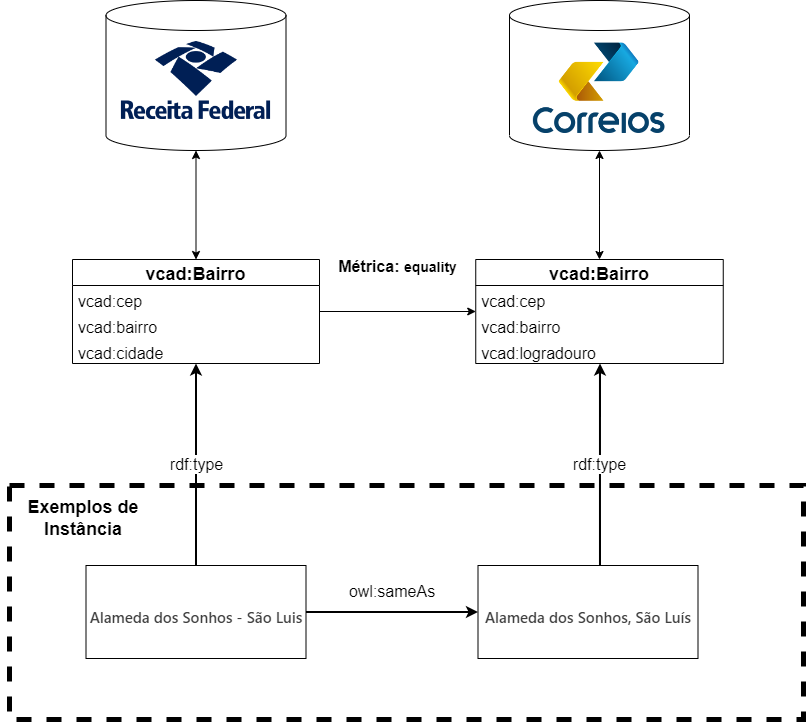 Receita Federal
Correios
vcad:Bairro
vcad:cep
vcad:bairro
vcad:cidade
Métrica: equality
vcad:Bairro
vcad:cep
vcad:bairro
vcad:logradouro
rdf:type
rdf:type
Exemplos de
Instância
Alameda dos Sonhos - São Luis
owl:sameAs
Alameda dos Sonhos, São Luís